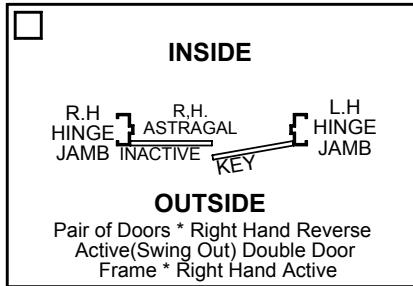 INSIDE
R.H HINGE JAMB
R,H. ASTRAGAL
INACTIVE
KEY
L.H HINGE JAMB
OUTSIDE
Pair of Doors * Right Hand Reverse
Active(Swing Out) Double Door
Frame * Right Hand Active